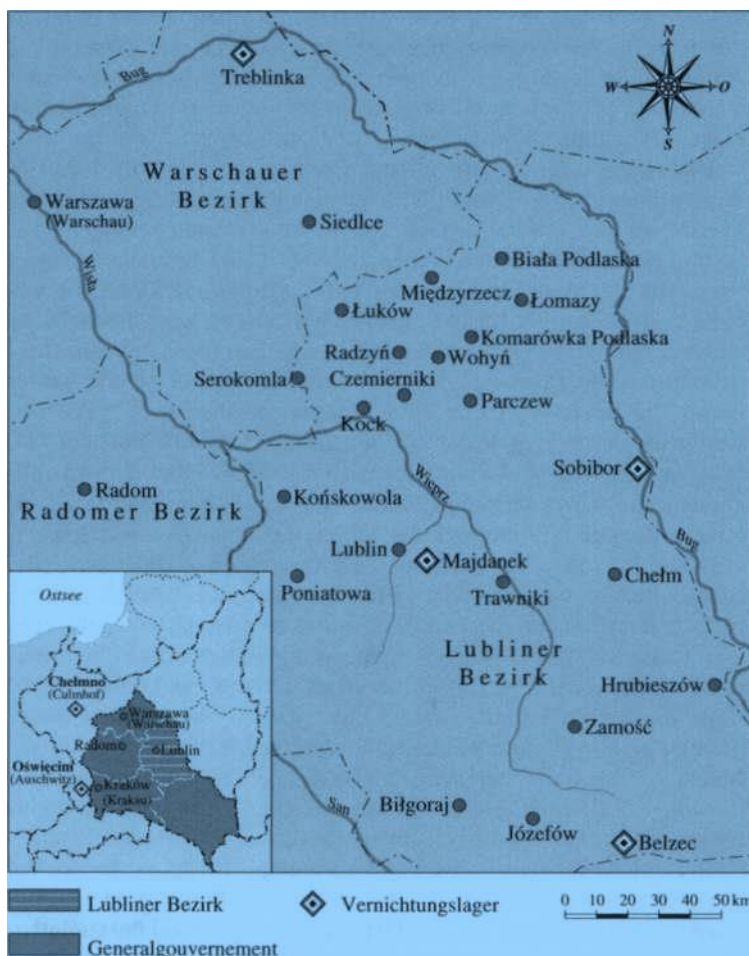 N
W
O
S
Bug
Treblinka
Warschauer
Bezirk
Warszawa
(Warschau)
Siedlce
Wisła
Biała Podlaska
Międzyrzecz
Łomazy
Łuków
Komarówka Podlaska
Radzyń
Wohyń
Serokomla
Czemierniki
Parczew
Kock
Sobibor
Wieprz
Radom
Końskowola
Radomer Bezirk
Bug
Lublin
Majdanek
Chełm
Poniatowa
Trawniki
Lubliner
Bezirk
Hrubieszów
Zamość
Ostsee
Chełmno
(Culmhof)
Warszawa
(Warschau)
Radom
Lublin
Oświęcim
(Auschwitz)
Kraków
(Krakau)
San
Biłgoraj
Józefów
Belzec
Lubliner Bezirk
Vernichtungslager
0 10 20 30 40 50 km
Generalgouvernement